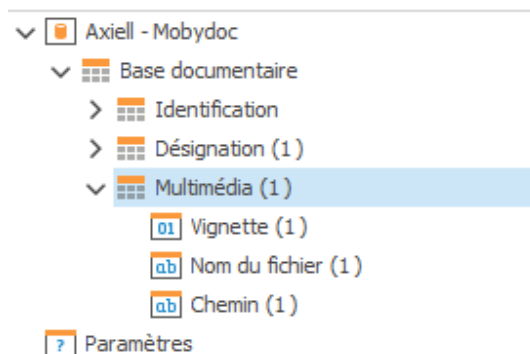 Axiell - Mobydoc
Base documentaire
Identification
Désignation (1)
Multimédia (1)
01 Vignette (1)
ab Nom du fichier (1)
ab Chemin (1)
? Paramètres